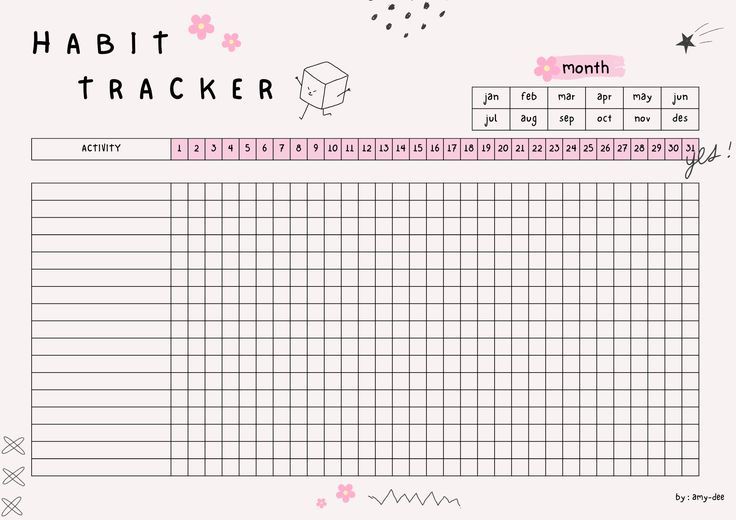 HABIT
TRACKER
month
jan feb mar apr may jun
jul aug sep oct nov des
ACTIVITY 1 2 3 4 5 6 7 8 9 10 11 12 13 14 15 16 17 18 19 20 21 22 23 24 25 26 27 28 29 30 31
yes!
by: amy-dee